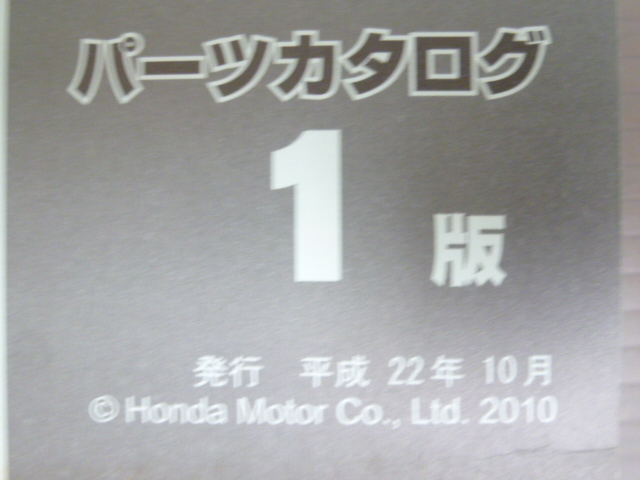 パーツカタログ
1 版
発行 平成 22年 10月
© Honda Motor Co., Ltd. 2010